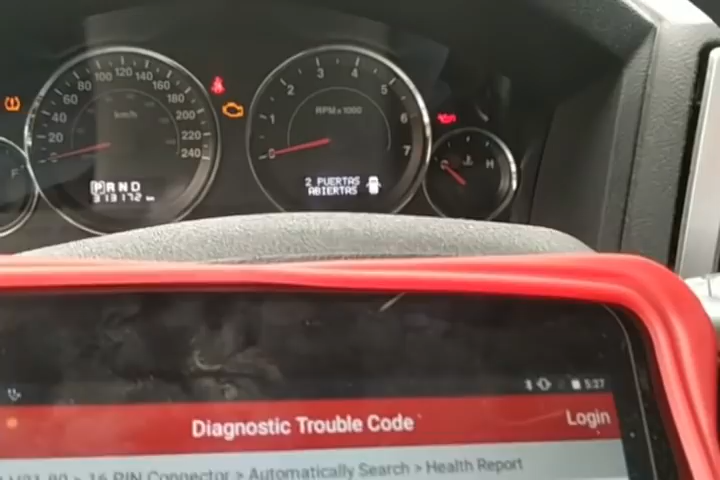 20 40 60 80 100 120 140 160 180 200 220 240
km/h
PRND
313172 km
0 1 2 3 4 5 6 7
RPM x 1000
2 PUERTAS
ABIERTAS
F
C H
5:27
Diagnostic Trouble Code
Login
16 PIN Connector > Automatically Search > Health Report